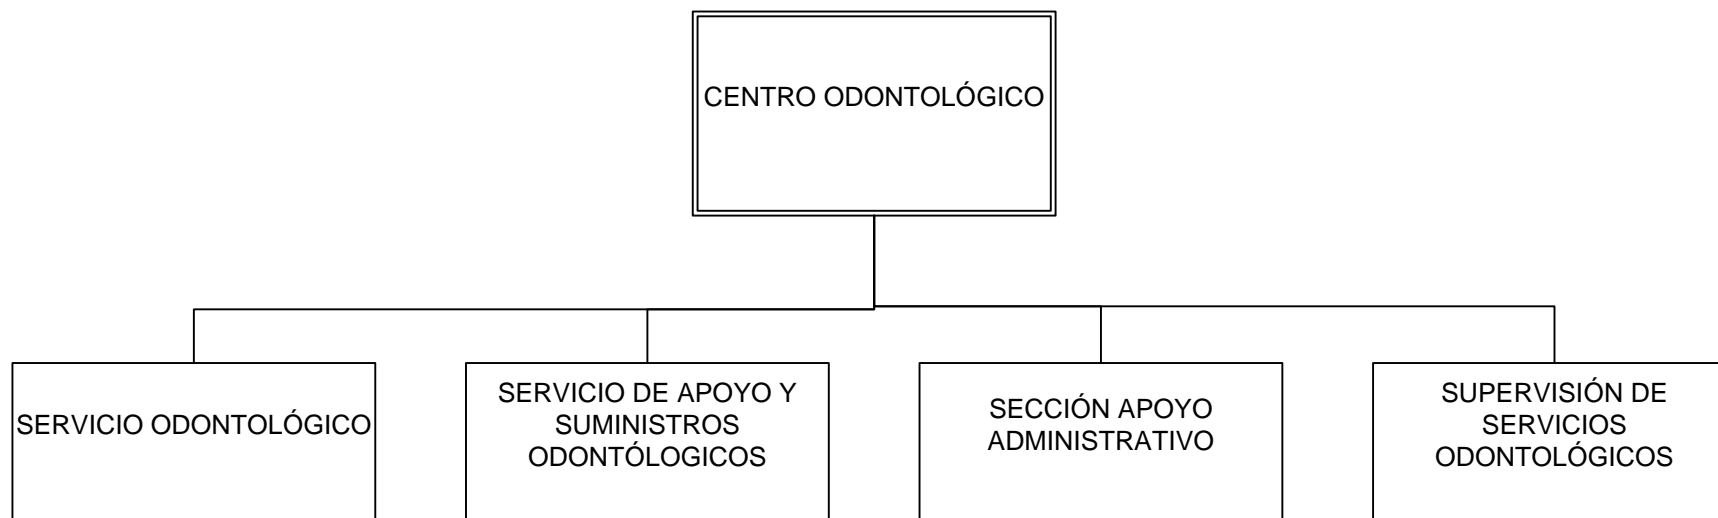 CENTRO ODONTOLÓGICO
SERVICIO ODONTOLÓGICO
SERVICIO DE APOYO Y
SUMINISTROS
ODONTÓLOGICOS
SECCIÓN APOYO
ADMINISTRATIVO
SUPERVISIÓN DE
SERVICIOS
ODONTOLÓGICOS